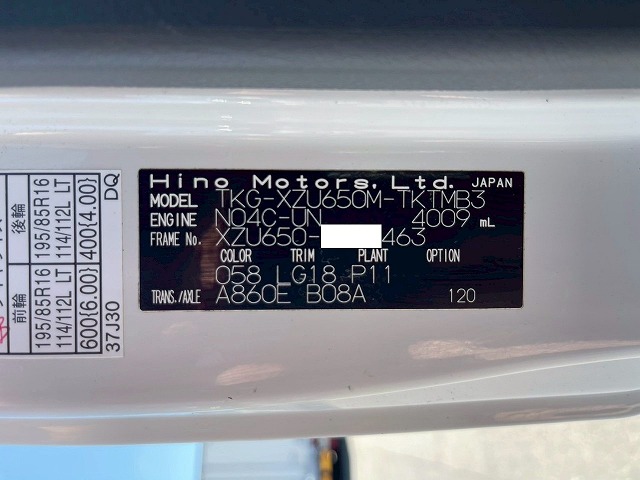 Hino Motors, Ltd. JAPAN
MODEL TKG-XZU650M-TKTMB3
ENGINE N04C-UN 4009 mL
FRAME No. XZU650- 463
COLOR TRIM PLANT OPTION
058 LG18 P11
TRANS./AXLE A860E B08A 120
前輪 後輪
195/85R16 195/85R16
114/112L LT 114/112L LT
600(6.00) 400(4.00)
37J30 DQ